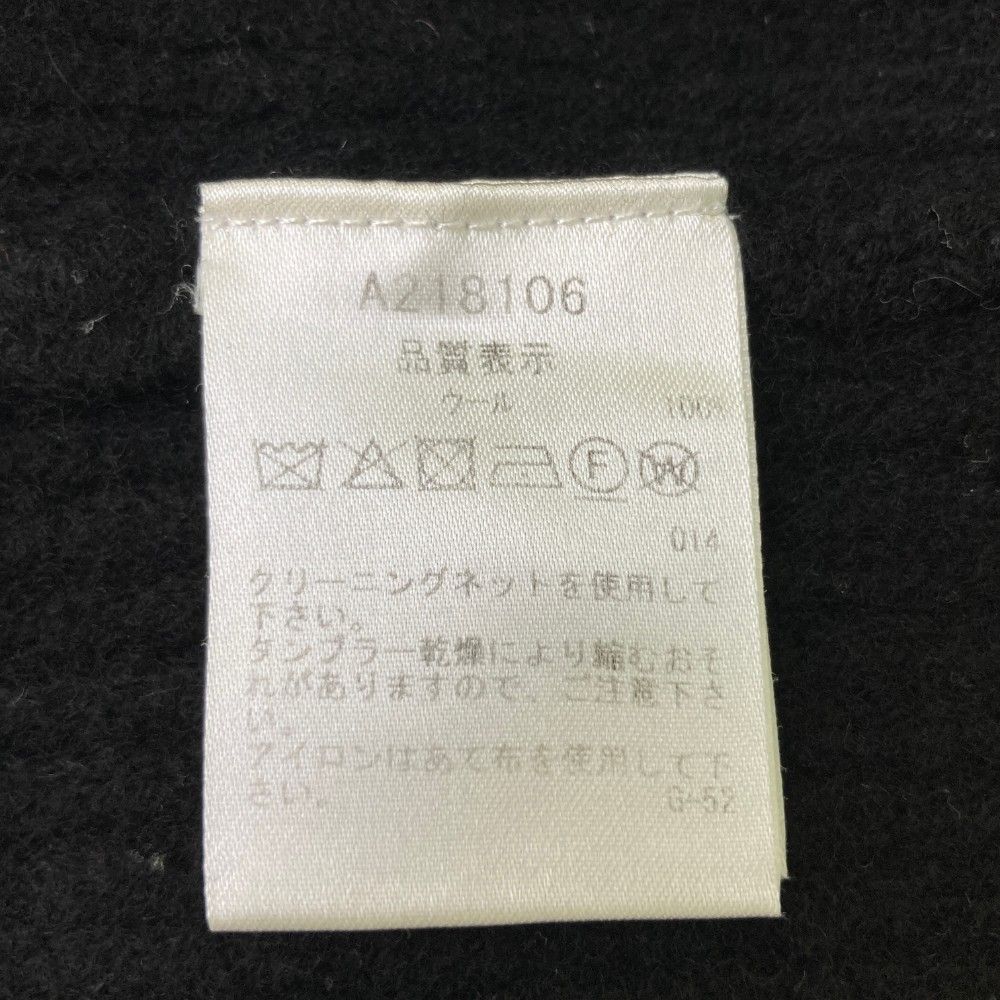 A218106
品質表示
ウール 100%
F W
014
クリーニングネットを使用して
下さい。
タンブラー乾燥により縮むおそ
れがありますので、ご注意下さ
い。
アイロンはあて布を使用して下
さい。 G-52